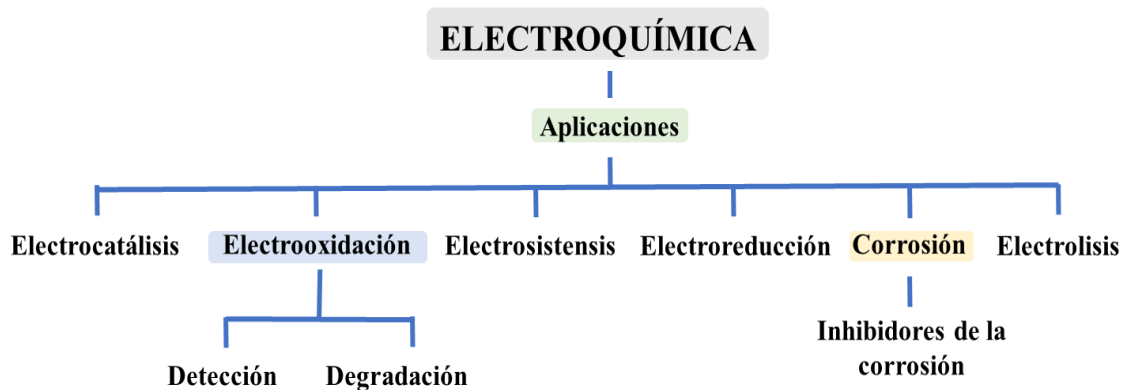 ELECTROQUÍMICA
Aplicaciones
Electrocatálisis
Electrooxidación
Electrosistensis
Electroreducción
Corrosión
Electrolisis
Detección
Degradación
Inhibidores de la
corrosión